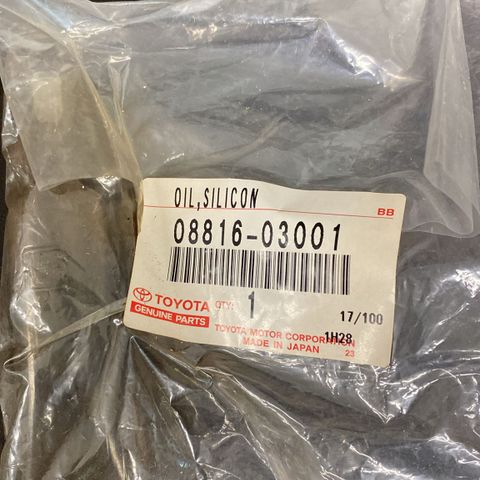 OIL,SILICON
BB
08816-03001
TOYOTA
GENUINE PARTS
QTY:
1
17/100
TOYOTA MOTOR CORPORATION
1H28
MADE IN JAPAN
23